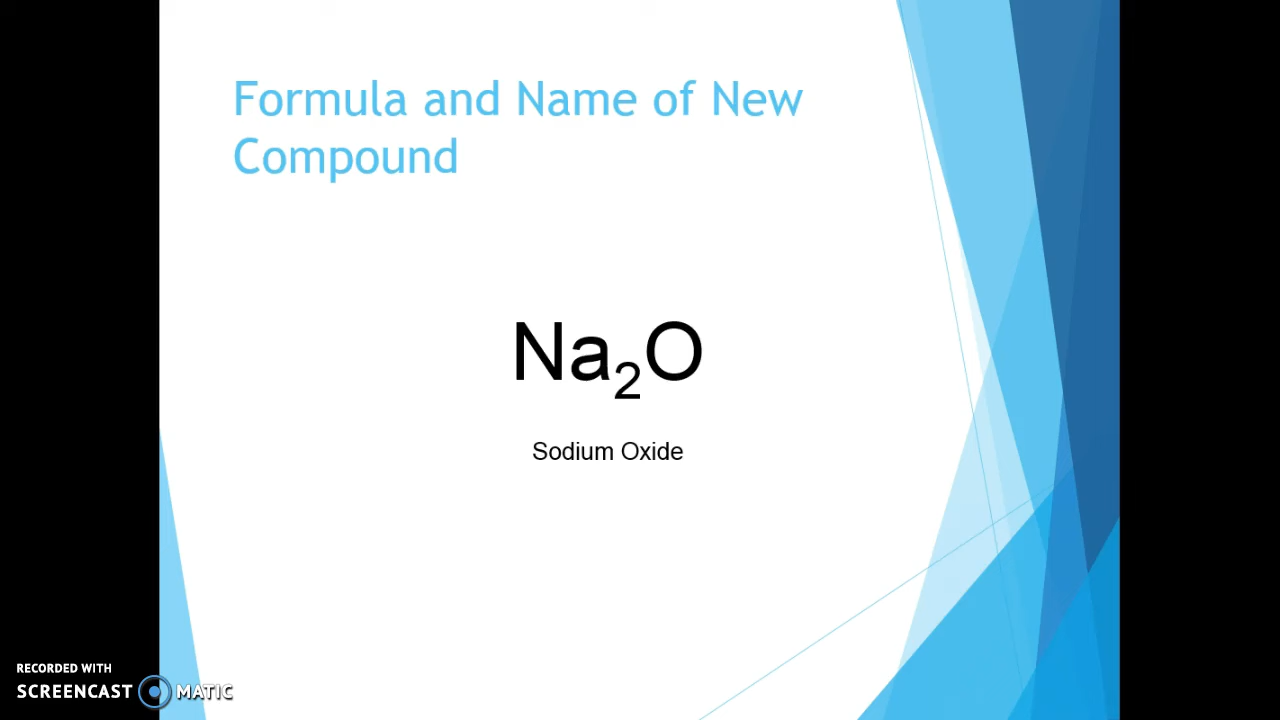 Formula and Name of New
Compound
Na₂O
Sodium Oxide
RECORDED WITH
SCREENCAST MATIC